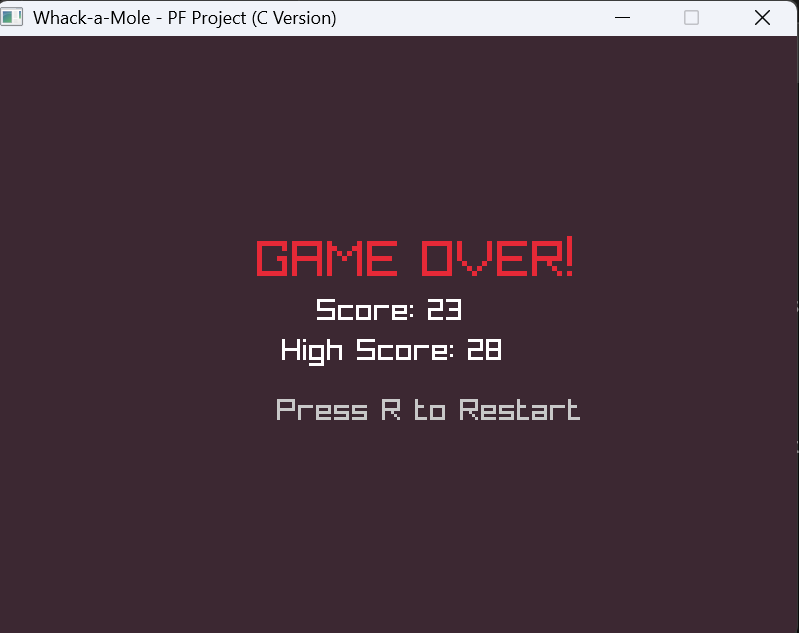 Whack-a-Mole - PF Project (C Version)
GAME OVER!
Score: 23
High Score: 28
Press R to Restart